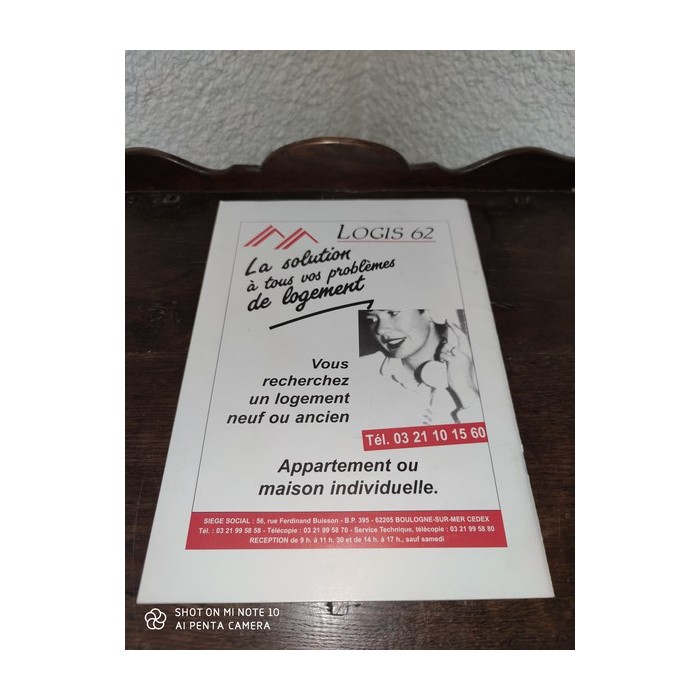 LOGIS 62
La solution
à tous vos problèmes
de logement
Vous
recherchez
un logement
neuf ou ancien
Tél. 03 21 10 15 60
Appartement ou
maison individuelle.
SIEGE SOCIAL : 56, rue Ferdinand Buisson - B.P. 395 - 62205 BOULOGNE-SUR-MER CEDEX
Tél. : 03 21 99 58 58 - Télécopie : 03 21 99 58 70 - Service Technique, télécopie : 03 21 99 58 80
RECEPTION de 9 h. à 11 h. 30 et de 14 h. à 17 h., sauf samedi
SHOT ON MI NOTE 10
AI PENTA CAMERA